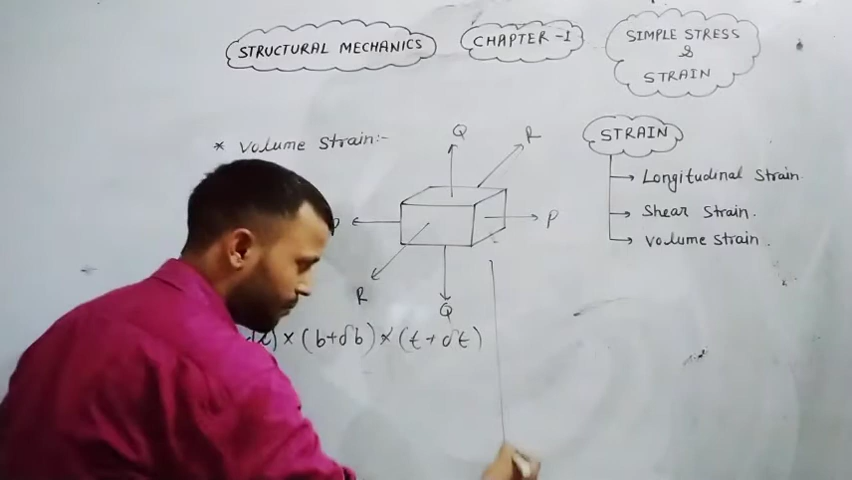 STRUCTURAL MECHANICS
CHAPTER-1
SIMPLE STRESS
&
STRAIN
* Volume Strain:-
Q
R
P
P
R
Q
STRAIN
Longitudinal Strain
Shear Strain.
Volume Strain.
) × (b+δb) × (t+δt)